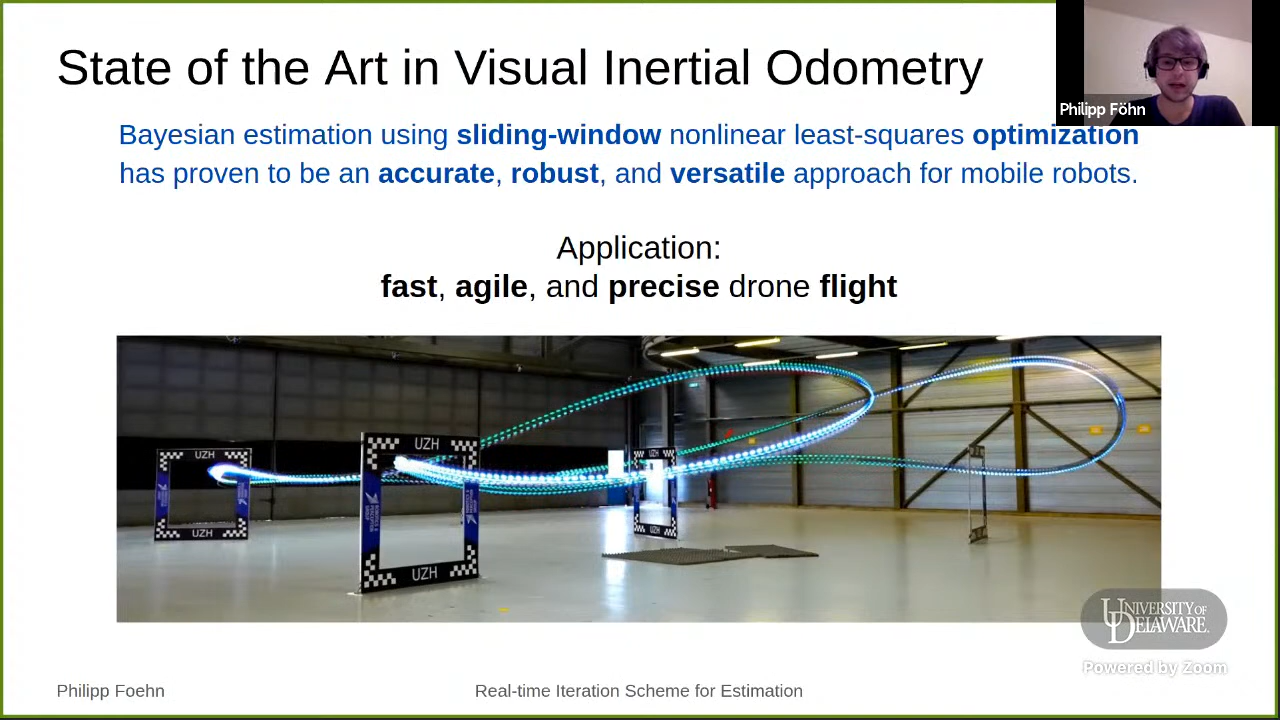 State of the Art in Visual Inertial Odometry
Philipp Föhn
Bayesian estimation using sliding-window nonlinear least-squares optimization
has proven to be an accurate, robust, and versatile approach for mobile robots.
Application:
fast, agile, and precise drone flight
UZH
UZH
UZH
UZH
UZH
UZH
UNIVERSITY OF
DELAWARE.
Powered by Zoom
Philipp Foehn
Real-time Iteration Scheme for Estimation